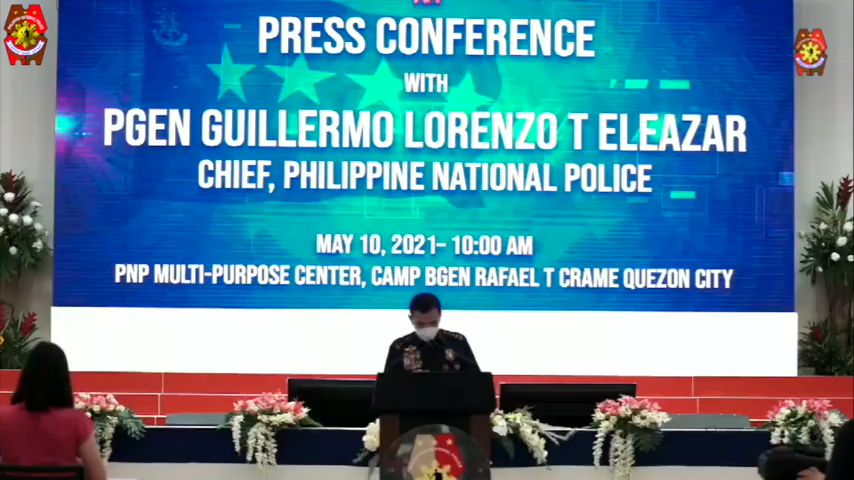 PRESS CONFERENCE
WITH
PGEN GUILLERMO LORENZO T ELEAZAR
CHIEF, PHILIPPINE NATIONAL POLICE
MAY 10, 2021- 10:00 AM
PNP MULTI-PURPOSE CENTER, CAMP BGEN RAFAEL T CRAME QUEZON CITY